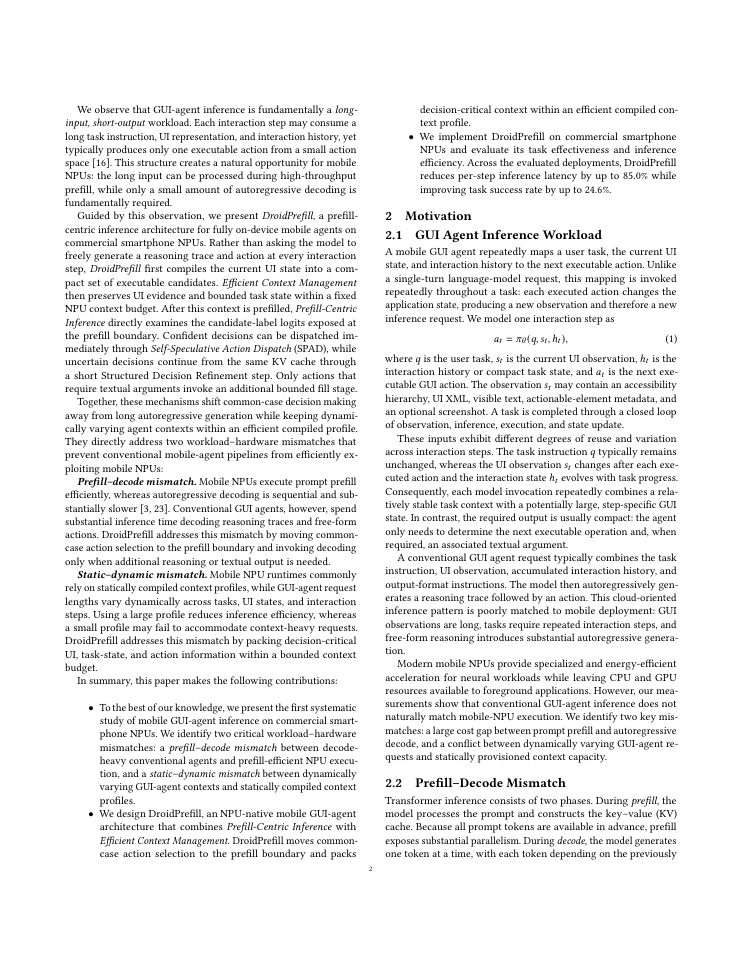 We observe that GUI-agent inference is fundamentally a long-
input, short-output workload. Each interaction step may consume a
long task instruction, UI representation, and interaction history, yet
typically produces only one executable action from a small action
space [16]. This structure creates a natural opportunity for mobile
NPUs: the long input can be processed during high-throughput
prefill, while only a small amount of autoregressive decoding is
fundamentally required.
Guided by this observation, we present DroidPrefill, a prefill-
centric inference architecture for fully on-device mobile agents on
commercial smartphone NPUs. Rather than asking the model to
freely generate a reasoning trace and action at every interaction
step, DroidPrefill first compiles the current UI state into a com-
pact set of executable candidates. Efficient Context Management
then preserves UI evidence and bounded task state within a fixed
NPU context budget. After this context is prefilled, Prefill-Centric
Inference directly examines the candidate-label logits exposed at
the prefill boundary. Confident decisions can be dispatched im-
mediately through Self-Speculative Action Dispatch (SPAD), while
uncertain decisions continue from the same KV cache through
a short Structured Decision Refinement step. Only actions that
require textual arguments invoke an additional bounded fill stage.
Together, these mechanisms shift common-case decision making
away from long autoregressive generation while keeping dynami-
cally varying agent contexts within an efficient compiled profile.
They directly address two workload–hardware mismatches that
prevent conventional mobile-agent pipelines from efficiently ex-
ploiting mobile NPUs:
Prefill–decode mismatch. Mobile NPUs execute prompt prefill
efficiently, whereas autoregressive decoding is sequential and sub-
stantially slower [3, 23]. Conventional GUI agents, however, spend
substantial inference time decoding reasoning traces and free-form
actions. DroidPrefill addresses this mismatch by moving common-
case action selection to the prefill boundary and invoking decoding
only when additional reasoning or textual output is needed.
Static–dynamic mismatch. Mobile NPU runtimes commonly
rely on statically compiled context profiles, while GUI-agent request
lengths vary dynamically across tasks, UI states, and interaction
steps. Using a large profile reduces inference efficiency, whereas
a small profile may fail to accommodate context-heavy requests.
DroidPrefill addresses this mismatch by packing decision-critical
UI, task-state, and action information within a bounded context
budget.
In summary, this paper makes the following contributions:
• To the best of our knowledge, we present the first systematic
study of mobile GUI-agent inference on commercial smart-
phone NPUs. We identify two critical workload–hardware
mismatches: a prefill–decode mismatch between decode-
heavy conventional agents and prefill-efficient NPU execu-
tion, and a static–dynamic mismatch between dynamically
varying GUI-agent contexts and statically compiled context
profiles.
• We design DroidPrefill, an NPU-native mobile GUI-agent
architecture that combines Prefill-Centric Inference with
Efficient Context Management. DroidPrefill moves common-
case action selection to the prefill boundary and packs
decision-critical context within an efficient compiled con-
text profile.
• We implement DroidPrefill on commercial smartphone
NPUs and evaluate its task effectiveness and inference
efficiency. Across the evaluated deployments, DroidPrefill
reduces per-step inference latency by up to 85.0% while
improving task success rate by up to 24.6%.
2 Motivation
2.1 GUI Agent Inference Workload
A mobile GUI agent repeatedly maps a user task, the current UI
state, and interaction history to the next executable action. Unlike
a single-turn language-model request, this mapping is invoked
repeatedly throughout a task: each executed action changes the
application state, producing a new observation and therefore a new
inference request. We model one interaction step as
aₜ = πθ(q, sₜ, hₜ), (1)
where q is the user task, sₜ is the current UI observation, hₜ is the
interaction history or compact task state, and aₜ is the next exe-
cutable GUI action. The observation sₜ may contain an accessibility
hierarchy, UI XML, visible text, actionable-element metadata, and
an optional screenshot. A task is completed through a closed loop
of observation, inference, execution, and state update.
These inputs exhibit different degrees of reuse and variation
across interaction steps. The task instruction q typically remains
unchanged, whereas the UI observation sₜ changes after each exe-
cuted action and the interaction state hₜ evolves with task progress.
Consequently, each model invocation repeatedly combines a rela-
tively stable task context with a potentially large, step-specific GUI
state. In contrast, the required output is usually compact: the agent
only needs to determine the next executable operation and, when
required, an associated textual argument.
A conventional GUI agent request typically combines the task
instruction, UI observation, accumulated interaction history, and
output-format instructions. The model then autoregressively gen-
erates a reasoning trace followed by an action. This cloud-oriented
inference pattern is poorly matched to mobile deployment: GUI
observations are long, tasks require repeated interaction steps, and
free-form reasoning introduces substantial autoregressive genera-
tion.
Modern mobile NPUs provide specialized and energy-efficient
acceleration for neural workloads while leaving CPU and GPU
resources available to foreground applications. However, our mea-
surements show that conventional GUI-agent inference does not
naturally match mobile-NPU execution. We identify two key mis-
matches: a large cost gap between prompt prefill and autoregressive
decode, and a conflict between dynamically varying GUI-agent re-
quests and statically provisioned context capacity.
2.2 Prefill–Decode Mismatch
Transformer inference consists of two phases. During prefill, the
model processes the prompt and constructs the key–value (KV)
cache. Because all prompt tokens are available in advance, prefill
exposes substantial parallelism. During decode, the model generates
one token at a time, with each token depending on the previously
2